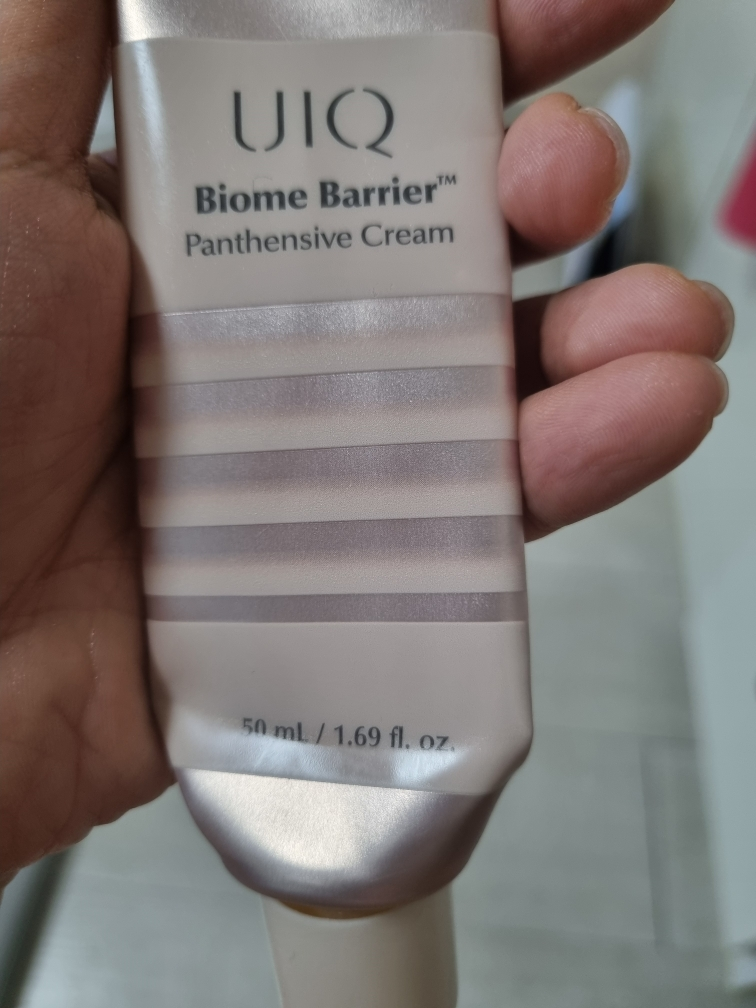 UIQ
Biome Barrier™
Panthensive Cream
50 mL / 1.69 fl. oz.